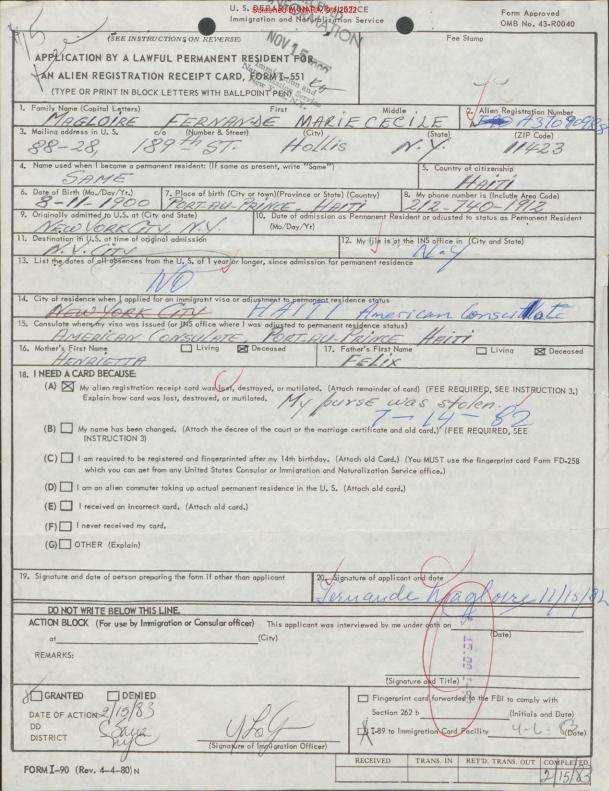 U. S. DEPARTMENT OF JUSTICE
Screened by NARA, 9/1/2022
Immigration and Naturalization Service
Form Approved
OMB No. 43-R0040
(SEE INSTRUCTIONS ON REVERSE)
NOV 15
Fee Stamp
APPLICATION BY A LAWFUL PERMANENT RESIDENT FOR
AN ALIEN REGISTRATION RECEIPT CARD, FORM I-551
(TYPE OR PRINT IN BLOCK LETTERS WITH BALLPOINT PEN)
1. Family Name (Capital Letters) First Middle
MAGLOIRE FERNANDE MARIE CECILE
2. Alien Registration Number
3. Mailing address in U. S. c/o (Number & Street) (City) (State) (ZIP Code)
88-28, 189th ST. Hollis N.Y. 11423
4. Name used when I became a permanent resident: (If same as present, write "Same")
SAME
5. Country of citizenship
HAITI
6. Date of Birth (Mo./Day/Yr.)
8-11-1900
7. Place of birth (City or town)(Province or State) (Country)
PORT-AU-PRINCE, HAITI
8. My phone number is (Include Area Code)
212-740-1912
9. Originally admitted to U.S. at (City and State)
NEW YORK CITY, N.Y.
10. Date of admission as Permanent Resident or adjusted to status as Permanent Resident
(Mo/Day/Yr)
11. Destination in U.S. at time of original admission
N.Y. CITY
12. My file is at the INS office in (City and State)
N.Y
13. List the dates of all absences from the U.S. of 1 year or longer, since admission for permanent residence
NO
14. City of residence when I applied for an immigrant visa or adjustment to permanent residence status
NEW YORK CITY HAITI American Consulate
15. Consulate where my visa was issued (or INS office where I was adjusted to permanent residence status)
AMERICAN CONSULATE PORT-AU-PRINCE HAITI
16. Mother's First Name Living Deceased
HENRIETTA
17. Father's First Name Living Deceased
FELIX
18. I NEED A CARD BECAUSE:
(A) My alien registration receipt card was lost, destroyed, or mutilated. (Attach remainder of card) (FEE REQUIRED, SEE INSTRUCTION 3.)
Explain how card was lost, destroyed, or mutilated. My purse was stolen.
7-14-82
(B) My name has been changed. (Attach the decree of the court or the marriage certificate and old card.) (FEE REQUIRED, SEE
INSTRUCTION 3)
(C) I am required to be registered and fingerprinted after my 14th birthday. (Attach old Card.) (You MUST use the fingerprint card Form FD-258
which you can get from any United States Consular or Immigration and Naturalization Service office.)
(D) I am an alien commuter taking up actual permanent residence in the U. S. (Attach old card.)
(E) I received an incorrect card. (Attach old card.)
(F) I never received my card.
(G) OTHER (Explain)
19. Signature and date of person preparing the form if other than applicant
20. Signature of applicant and date
Fernande Magloire 11/15/82
DO NOT WRITE BELOW THIS LINE.
ACTION BLOCK (For use by Immigration or Consular officer) This applicant was interviewed by me under oath on
(Date)
at (City)
REMARKS:
(Signature and Title)
GRANTED DENIED
DATE OF ACTION 2/15/83
DD
DISTRICT NYC
(Signature of Immigration Officer)
Fingerprint card forwarded to the FBI to comply with
Section 262 b (Initials and Date)
I-89 to Immigration Card Facility (Date)
RECEIVED TRANS. IN RET'D. TRANS. OUT COMPLETED
2/15/83
FORM I-90 (Rev. 4-4-80) N